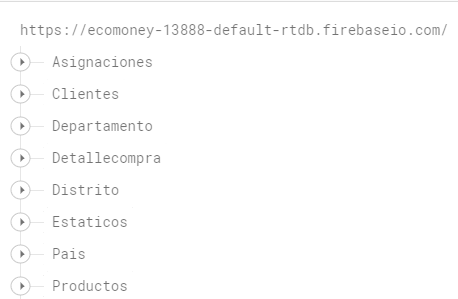 https://ecomoney-13888-default-rtdb.firebaseio.com/
Asignaciones
Clientes
Departamento
Detallecompra
Distrito
Estaticos
Pais
Productos